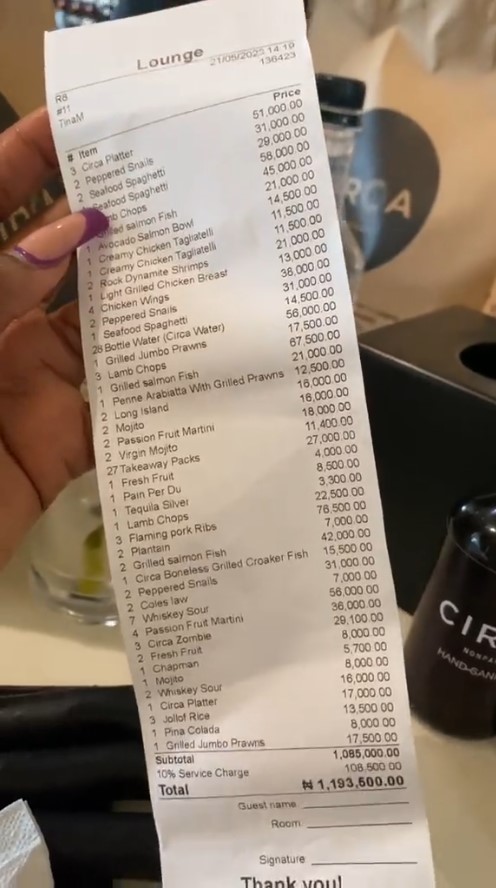 Lounge
21/05/2023 14:19
R8 136423
#11
TinaM
# Item Price
3 Circa Platter 51,000.00
2 Peppered Snails 31,000.00
2 Seafood Spaghetti 29,000.00
Seafood Spaghetti 58,000.00
Chops 45,000.00
salmon Fish 21,000.00
1 Avocado Salmon Bowl 14,500.00
1 Creamy Chicken Tagliatelli 11,500.00
1 Creamy Chicken Tagliatelli 11,500.00
2 Rock Dynamite Shrimps 21,000.00
1 Light Grilled Chicken Breast 13,000.00
4 Chicken Wings 38,000.00
2 Peppered Snails 31,000.00
1 Seafood Spaghetti 14,500.00
28 Bottle Water (Circa Water) 56,000.00
1 Grilled Jumbo Prawns 17,500.00
3 Lamb Chops 67,500.00
1 Grilled salmon Fish 21,000.00
1 Penne Arabiatta With Grilled Prawns 12,500.00
2 Long Island 16,000.00
2 Mojito 16,000.00
2 Passion Fruit Martini 18,000.00
2 Virgin Mojito 11,400.00
27 Takeaway Packs 27,000.00
1 Fresh Fruit 4,000.00
1 Pain Per Du 8,500.00
1 Tequila Silver 3,300.00
1 Lamb Chops 22,500.00
3 Flaming pork Ribs 76,500.00
2 Plantain 7,000.00
2 Grilled salmon Fish 42,000.00
1 Circa Boneless Grilled Croaker Fish 15,500.00
2 Peppered Snails 31,000.00
2 Coles law 7,000.00
7 Whiskey Sour 56,000.00
4 Passion Fruit Martini 36,000.00
3 Circa Zombie 29,100.00
2 Fresh Fruit 8,000.00
1 Chapman 5,700.00
1 Mojito 8,000.00
2 Whiskey Sour 16,000.00
1 Circa Platter 17,000.00
3 Jollof Rice 13,500.00
1 Pina Colada 8,000.00
1 Grilled Jumbo Prawns 17,500.00
Subtotal 1,085,000.00
10% Service Charge 108,500.00
Total ₦ 1,193,500.00
Guest name
Room:
Signature
Thank you!
RCA
CIR
NONPA
HAND-SAN